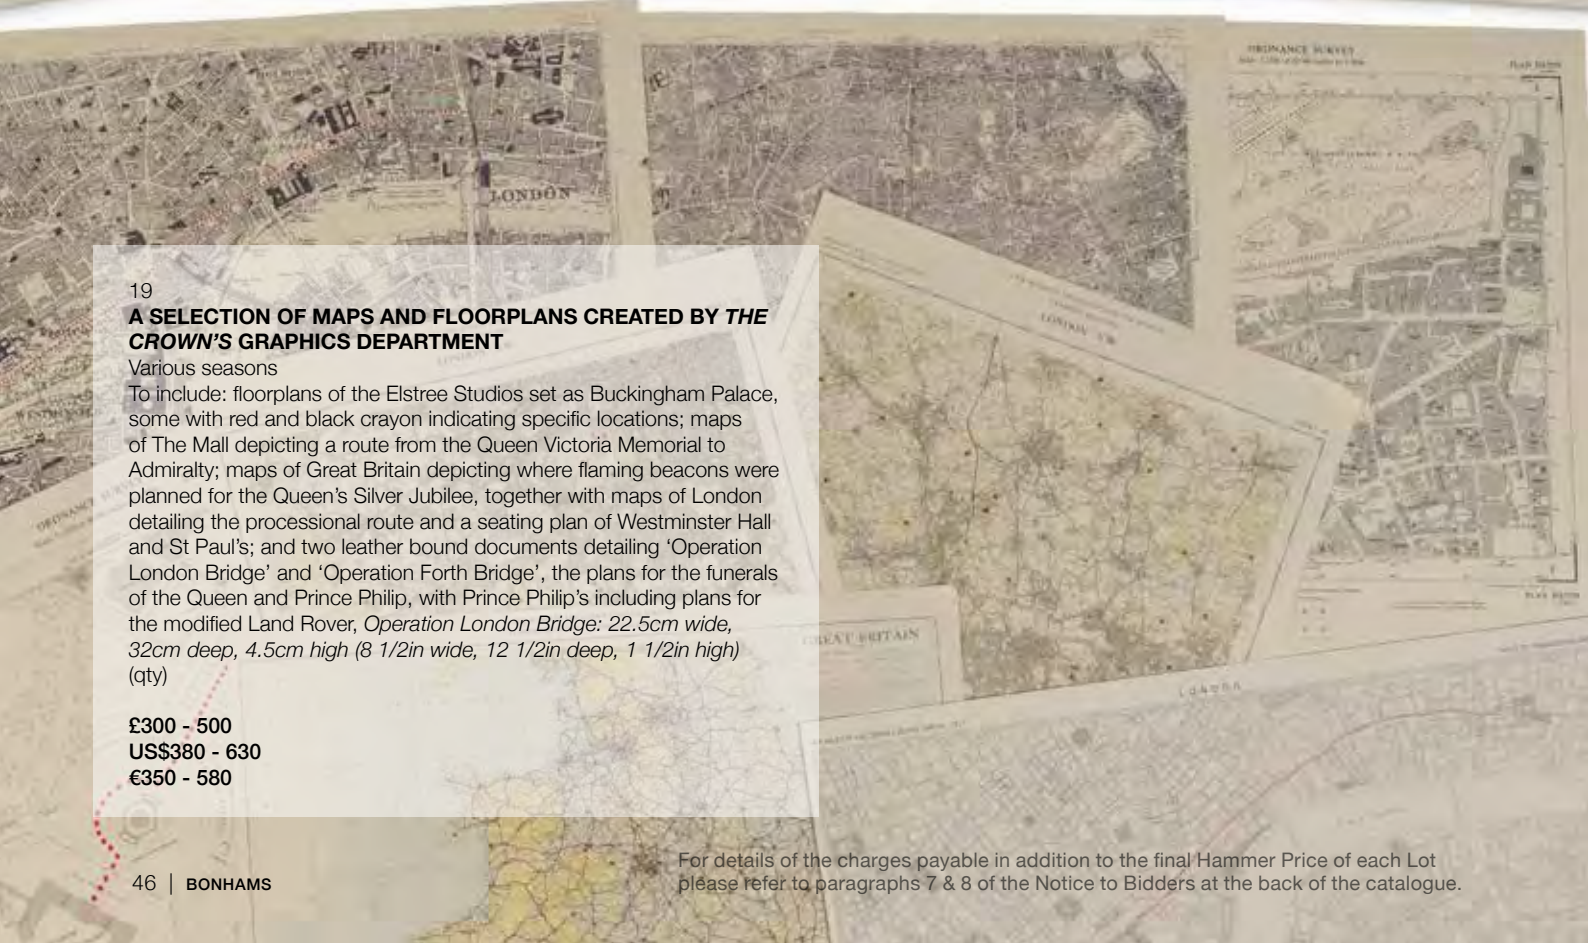 ORDNANCE SURVEY
LONDON
19
A SELECTION OF MAPS AND FLOORPLANS CREATED BY THE
CROWN'S GRAPHICS DEPARTMENT
Various seasons
To include: floorplans of the Elstree Studios set as Buckingham Palace,
some with red and black crayon indicating specific locations; maps
of The Mall depicting a route from the Queen Victoria Memorial to
Admiralty; maps of Great Britain depicting where flaming beacons were
planned for the Queen's Silver Jubilee, together with maps of London
detailing the processional route and a seating plan of Westminster Hall
and St Paul's; and two leather bound documents detailing ‘Operation
London Bridge’ and ‘Operation Forth Bridge’, the plans for the funerals
of the Queen and Prince Philip, with Prince Philip's including plans for
the modified Land Rover, Operation London Bridge: 22.5cm wide,
32cm deep, 4.5cm high (8 1/2in wide, 12 1/2in deep, 1 1/2in high)
(qty)
£300 - 500
US$380 - 630
€350 - 580
LONDON
GREAT BRITAIN
London
46 | BONHAMS
For details of the charges payable in addition to the final Hammer Price of each Lot
please refer to paragraphs 7 & 8 of the Notice to Bidders at the back of the catalogue.